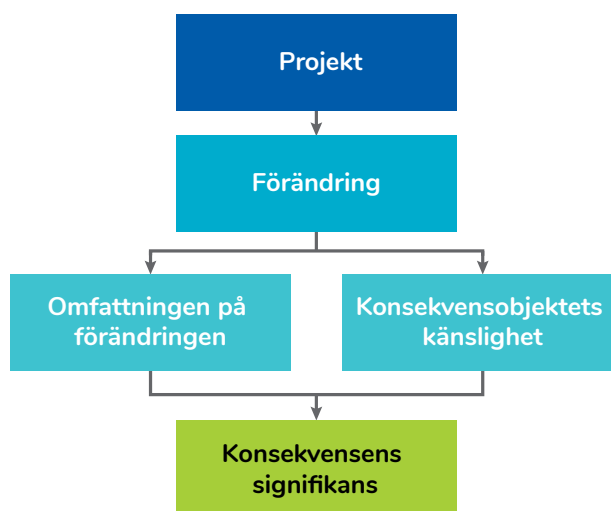 Projekt
Förändring
Omfattningen på
förändringen
Konsekvensobjektets
känslighet
Konsekvensens
signifikans